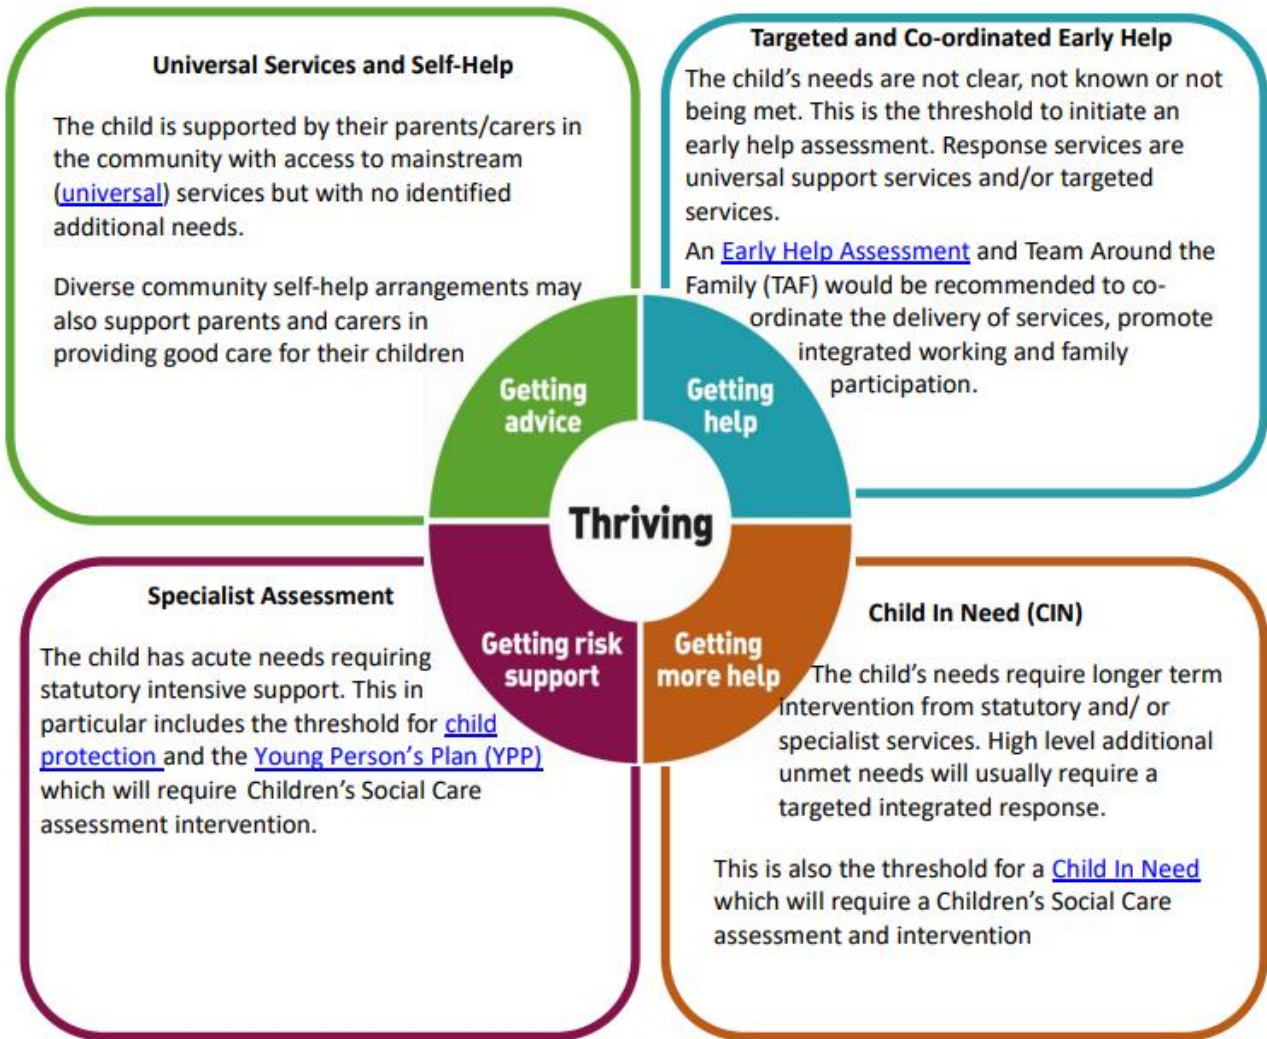 Universal Services and Self-Help
The child is supported by their parents/carers in
the community with access to mainstream
(universal) services but with no identified
additional needs.
Diverse community self-help arrangements may
also support parents and carers in
providing good care for their children
Targeted and Co-ordinated Early Help
The child’s needs are not clear, not known or not
being met. This is the threshold to initiate an
early help assessment. Response services are
universal support services and/or targeted
services.
An Early Help Assessment and Team Around the
Family (TAF) would be recommended to co-
ordinate the delivery of services, promote
integrated working and family
participation.
Getting
advice
Getting
help
Thriving
Getting risk
support
Getting
more help
Specialist Assessment
The child has acute needs requiring
statutory intensive support. This in
particular includes the threshold for child
protection and the Young Person’s Plan (YPP)
which will require Children’s Social Care
assessment intervention.
Child In Need (CIN)
The child’s needs require longer term
intervention from statutory and/ or
specialist services. High level additional
unmet needs will usually require a
targeted integrated response.
This is also the threshold for a Child In Need
which will require a Children’s Social Care
assessment and intervention